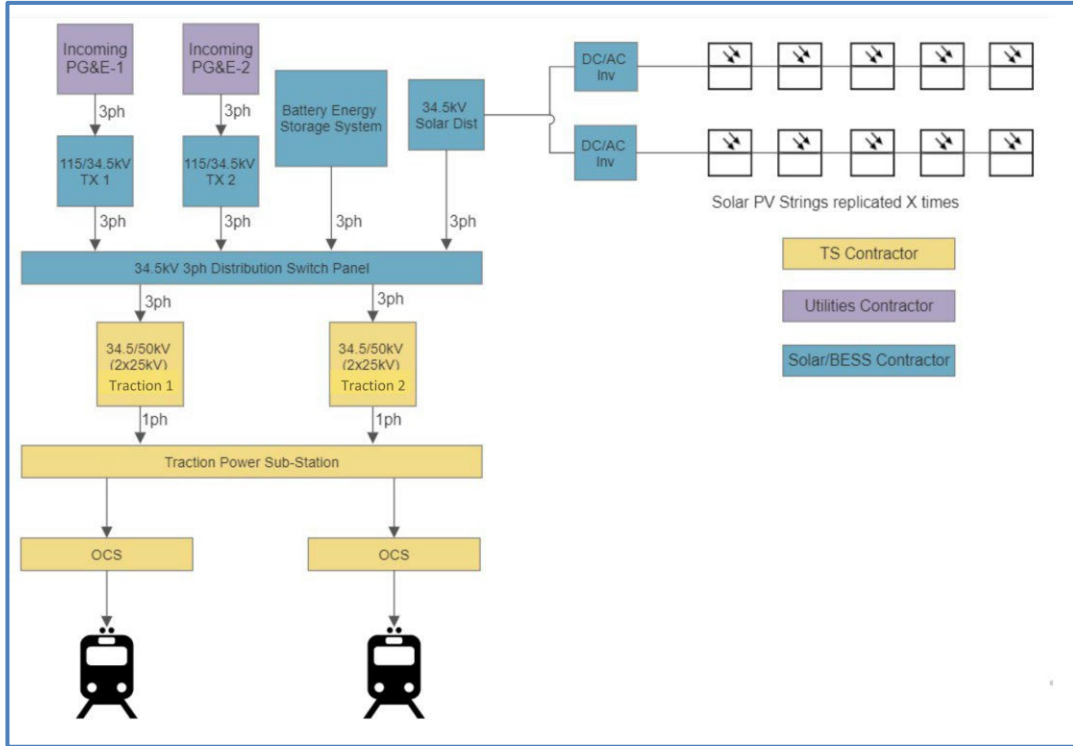 Incoming
PG&E-1
Incoming
PG&E-2
3ph
3ph
115/34.5kV
TX 1
115/34.5kV
TX 2
Battery Energy
Storage System
34.5kV
Solar Dist
DC/AC
Inv
DC/AC
Inv
Solar PV Strings replicated X times
3ph
3ph
3ph
3ph
34.5kV 3ph Distribution Switch Panel
3ph
3ph
34.5/50kV
(2x25kV)
Traction 1
34.5/50kV
(2x25kV)
Traction 2
1ph
1ph
Traction Power Sub-Station
OCS
OCS
TS Contractor
Utilities Contractor
Solar/BESS Contractor